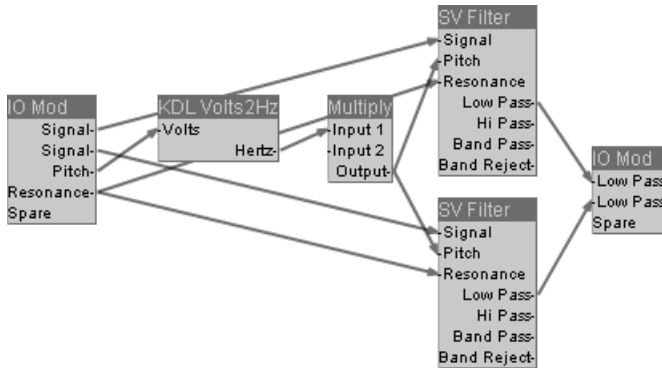 IO Mod
Signal
Signal
Pitch
Resonance
Spare
KDL Volts2Hz
Volts
Hertz
Multiply
Input 1
Input 2
Output
SV Filter
Signal
Pitch
Resonance
Low Pass
Hi Pass
Band Pass
Band Reject
SV Filter
Signal
Pitch
Resonance
Low Pass
Hi Pass
Band Pass
Band Reject
IO Mod
Low Pass
Low Pass
Spare